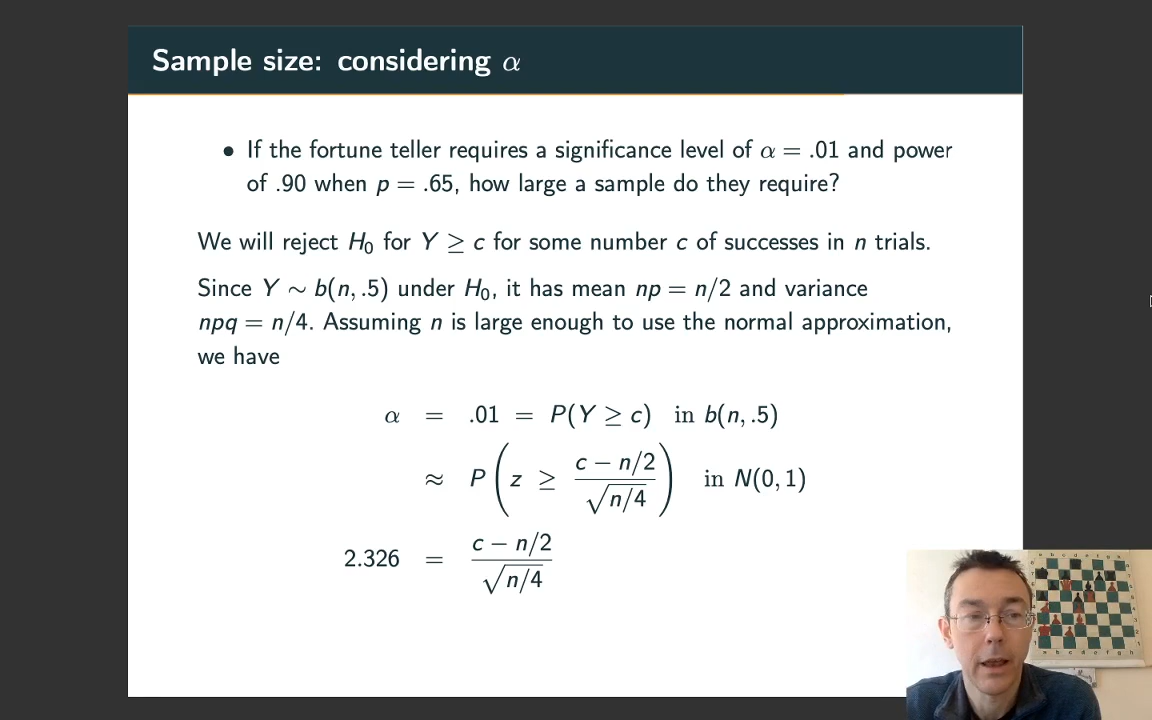 Sample size: considering α
• If the fortune teller requires a significance level of α = .01 and power
of .90 when p = .65, how large a sample do they require?
We will reject H₀ for Y ≥ c for some number c of successes in n trials.
Since Y ∼ b(n, .5) under H₀, it has mean np = n/2 and variance
npq = n/4. Assuming n is large enough to use the normal approximation,
we have
α = .01 = P(Y ≥ c) in b(n, .5)
≈ P(z ≥ (c − n/2)/√(n/4)) in N(0, 1)
2.326 = (c − n/2)/√(n/4)